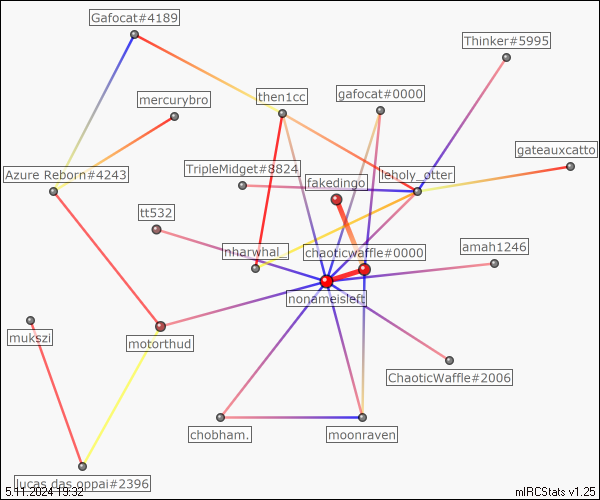 Gafocat#4189
Thinker#5995
mercurybro
then1cc
gafocat#0000
gateauxcatto
Azure Reborn#4243
TripleMidget#8824
leholy_otter
fakedingo
tt532
nharwhal_
chaoticwaffle#0000
amah1246
nonameisleft
mukszi
motorthud
ChaoticWaffle#2006
chobham.
moonraven
lucas das oppai#2396
5.11.2024 19:32
mIRCStats v1.25